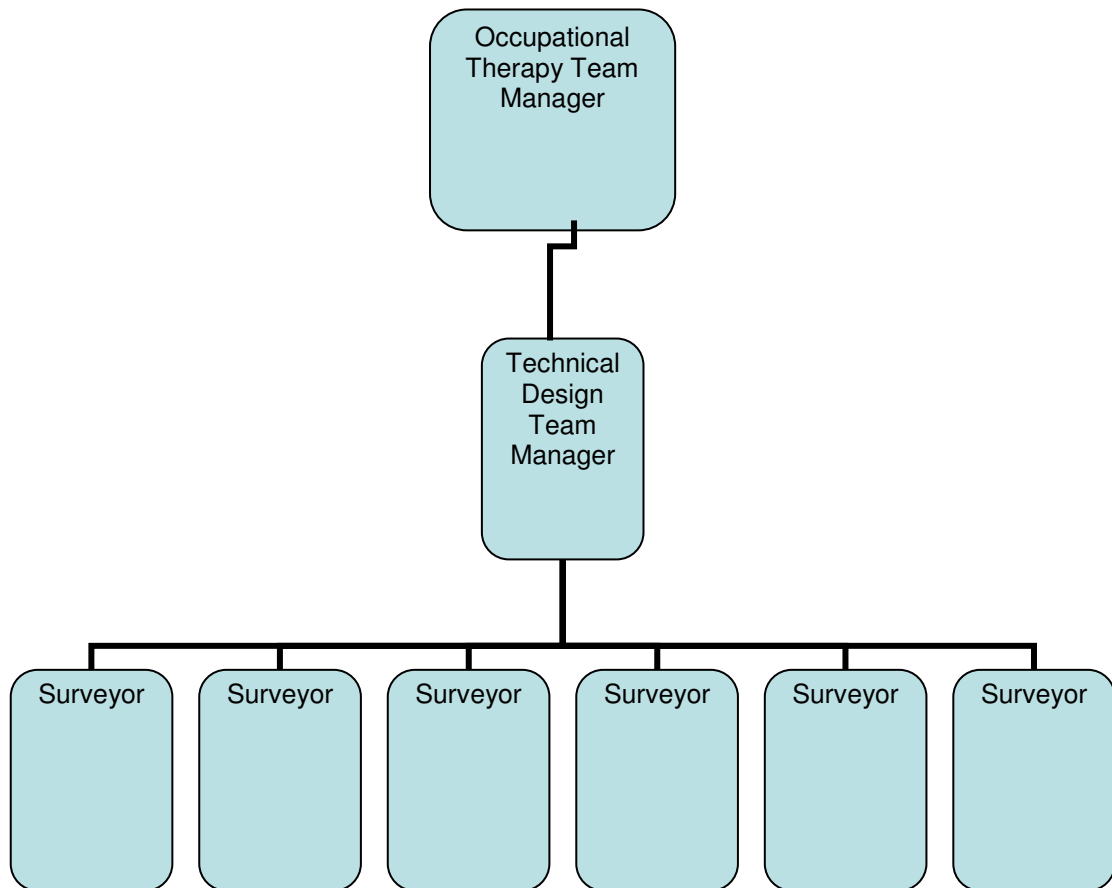 Occupational
Therapy Team
Manager
Technical
Design
Team
Manager
Surveyor
Surveyor
Surveyor
Surveyor
Surveyor
Surveyor